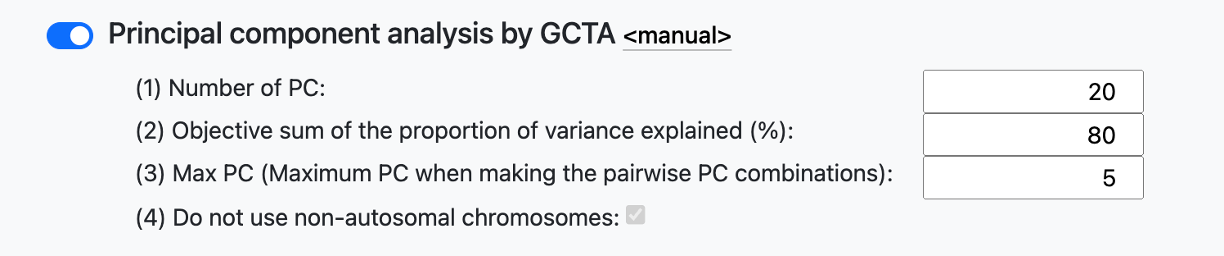 Principal component analysis by GCTA <manual>
(1) Number of PC: 20
(2) Objective sum of the proportion of variance explained (%): 80
(3) Max PC (Maximum PC when making the pairwise PC combinations): 5
(4) Do not use non-autosomal chromosomes: